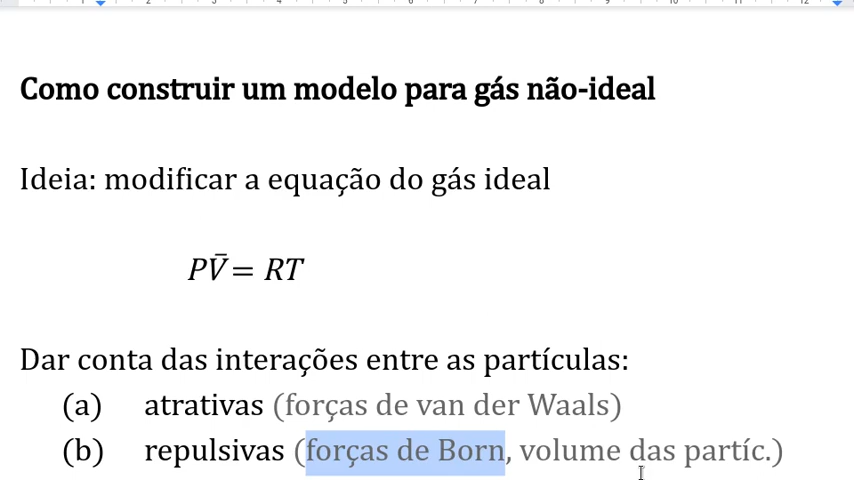 Como construir um modelo para gás não-ideal
Ideia: modificar a equação do gás ideal
PV̄ = RT
Dar conta das interações entre as partículas:
(a) atrativas (forças de van der Waals)
(b) repulsivas (forças de Born, volume das partíc.)